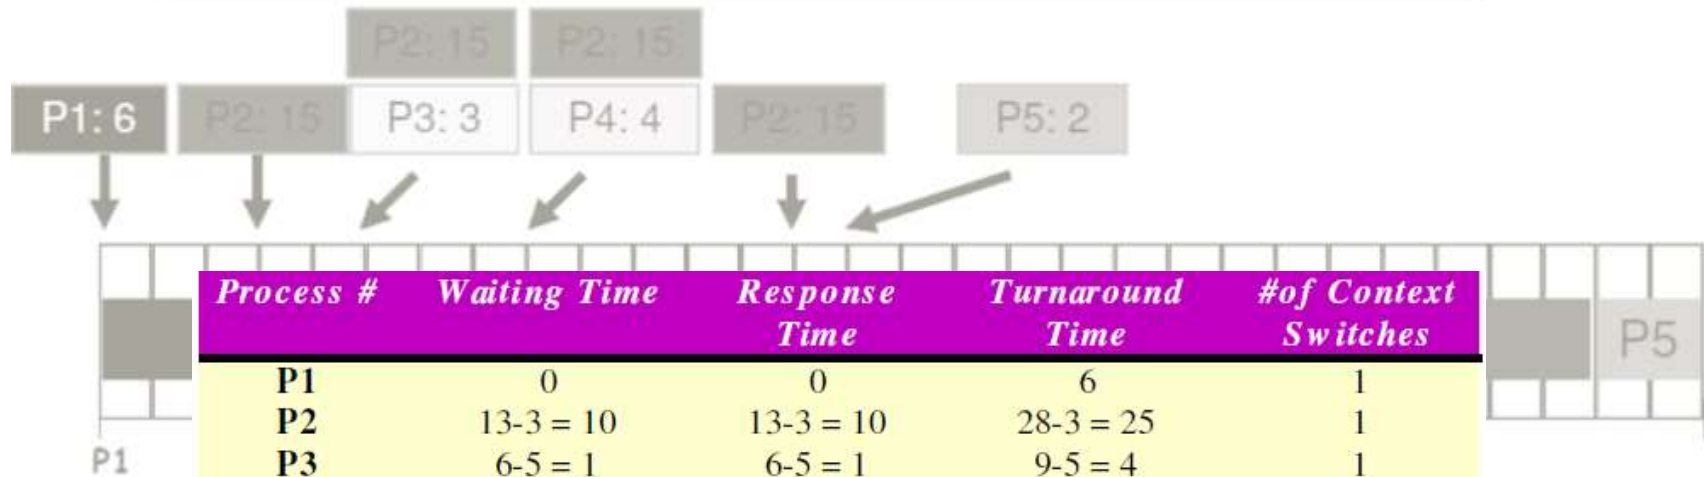 P2: 15 P2: 15
P1: 6 P2: 15 P3: 3 P4: 4 P2: 15 P5: 2
Process # Waiting Time Response Time Turnaround Time #of Context Switches
P5
P1 0 0 6 1
P2 13-3 = 10 13-3 = 10 28-3 = 25 1
P1
P3 6-5 = 1 6-5 = 1 9-5 = 4 1